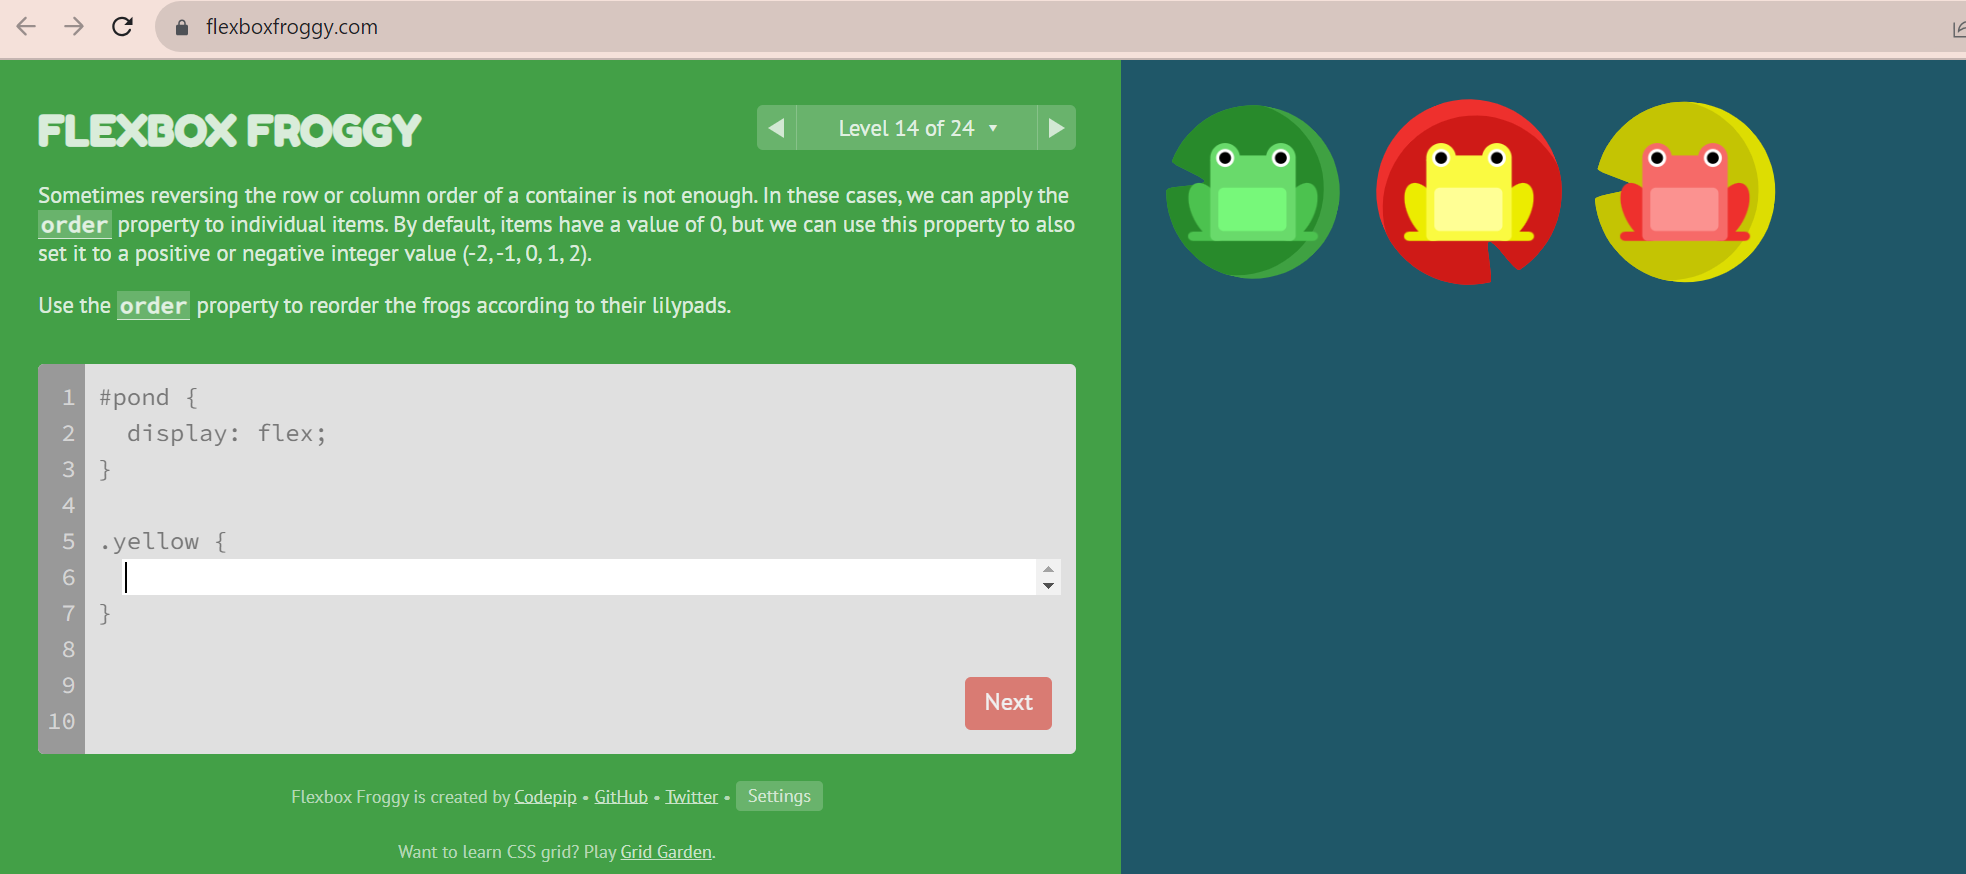 flexboxfroggy.com
FLEXBOX FROGGY
Level 14 of 24 ▼
Sometimes reversing the row or column order of a container is not enough. In these cases, we can apply the
order property to individual items. By default, items have a value of 0, but we can use this property to also
set it to a positive or negative integer value (-2, -1, 0, 1, 2).
Use the order property to reorder the frogs according to their lilypads.
1 #pond {
2   display: flex;
3 }
4
5 .yellow {
6
7 }
8
9
10
Next
Flexbox Froggy is created by Codepip • GitHub • Twitter • Settings
Want to learn CSS grid? Play Grid Garden.